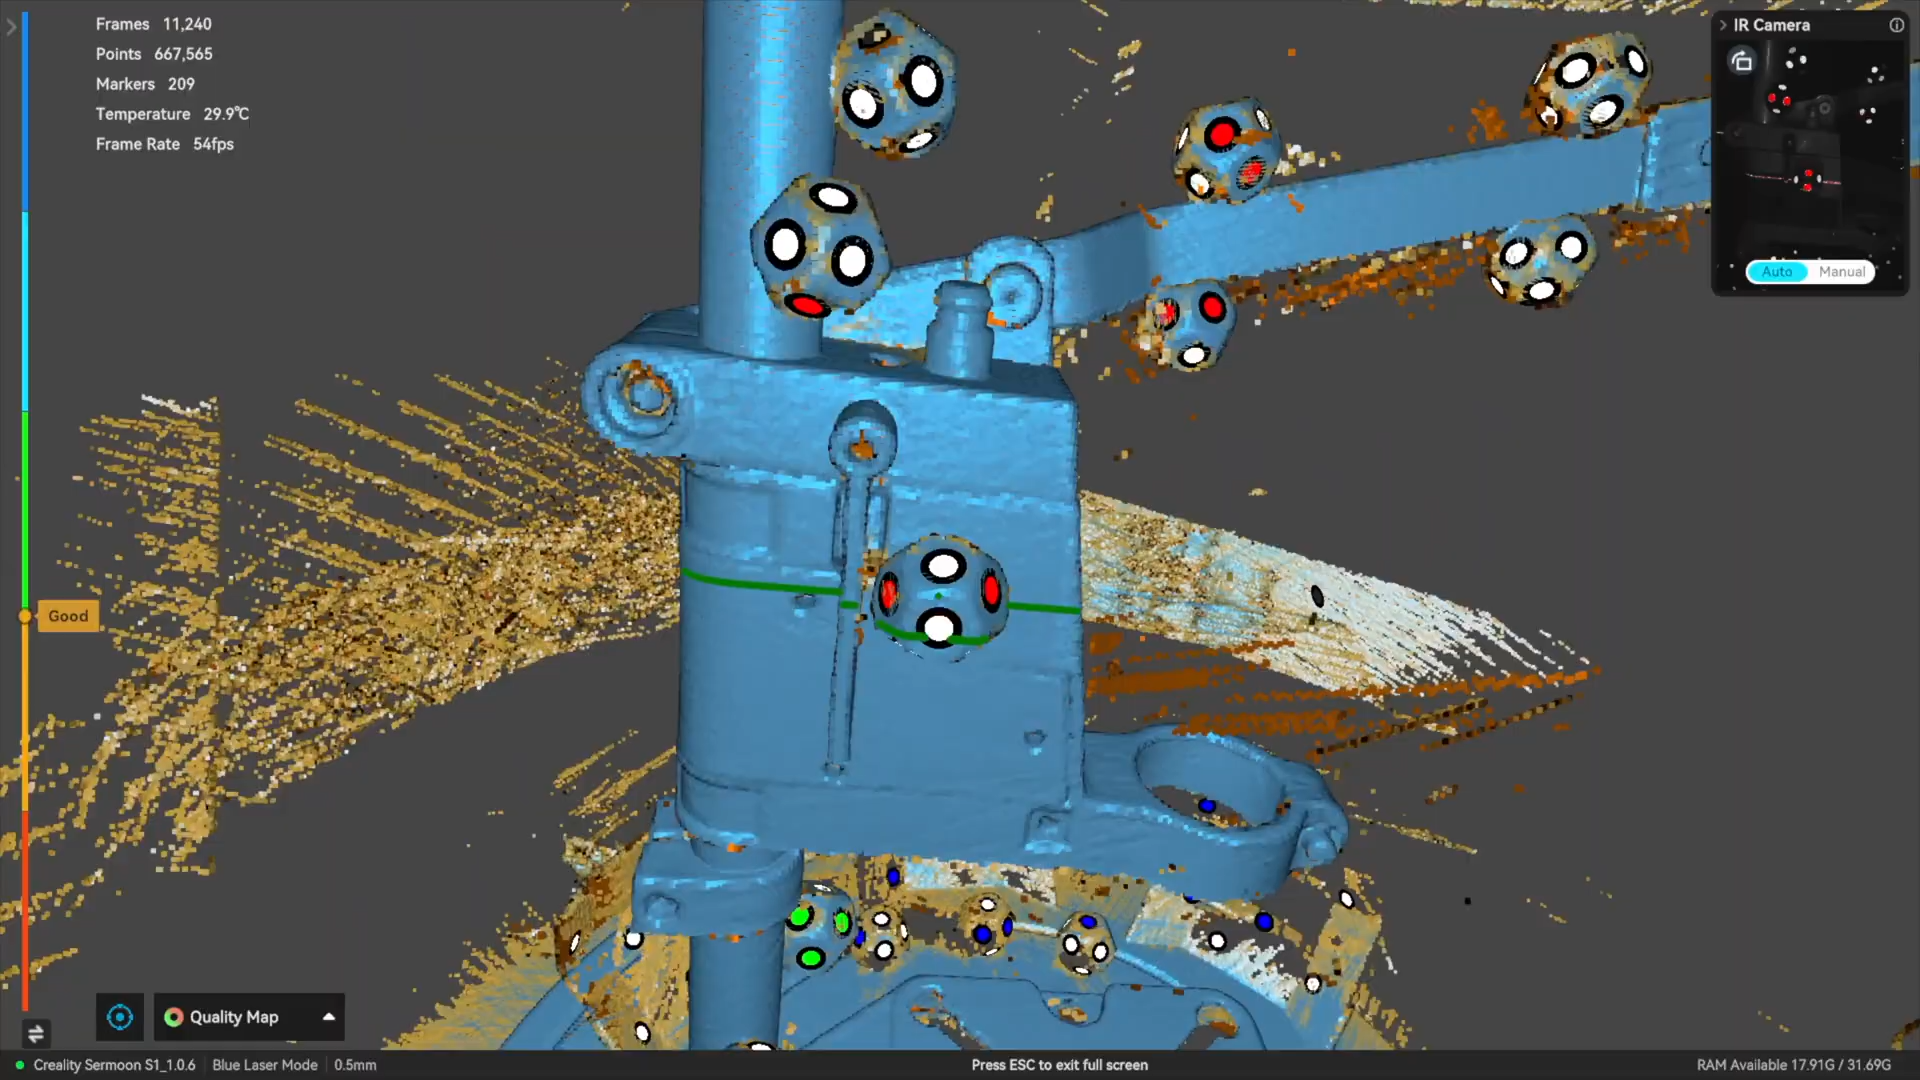 Frames 11,240
Points 667,565
Markers 209
Temperature 29.9℃
Frame Rate 54fps
IR Camera
Auto Manual
Good
Quality Map
Creality Sermoon S1_1.0.6 Blue Laser Mode 0.5mm
Press ESC to exit full screen
RAM Available 17.91G / 31.69G